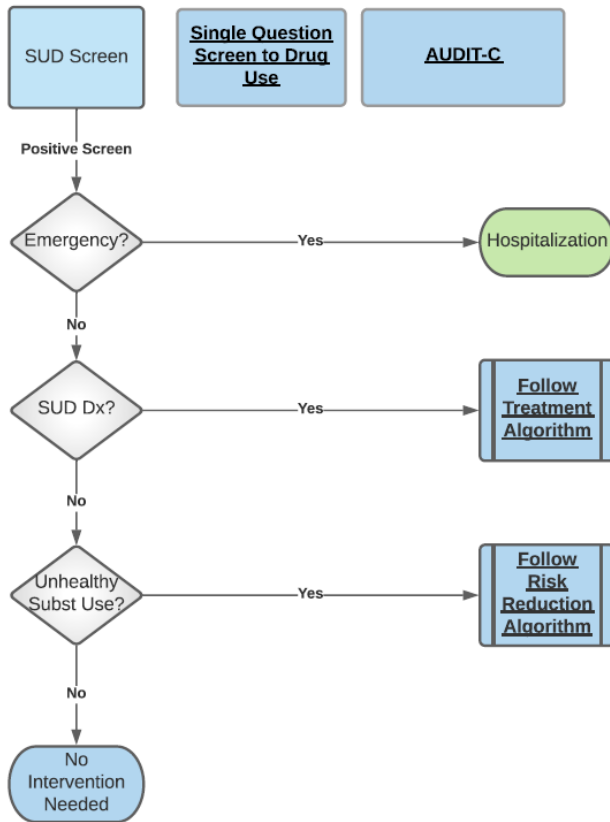 SUD Screen
Single Question
Screen to Drug
Use
AUDIT-C
Positive Screen
Emergency?
Yes
Hospitalization
No
SUD Dx?
Yes
Follow
Treatment
Algorithm
No
Unhealthy
Subst Use?
Yes
Follow
Risk
Reduction
Algorithm
No
No
Intervention
Needed